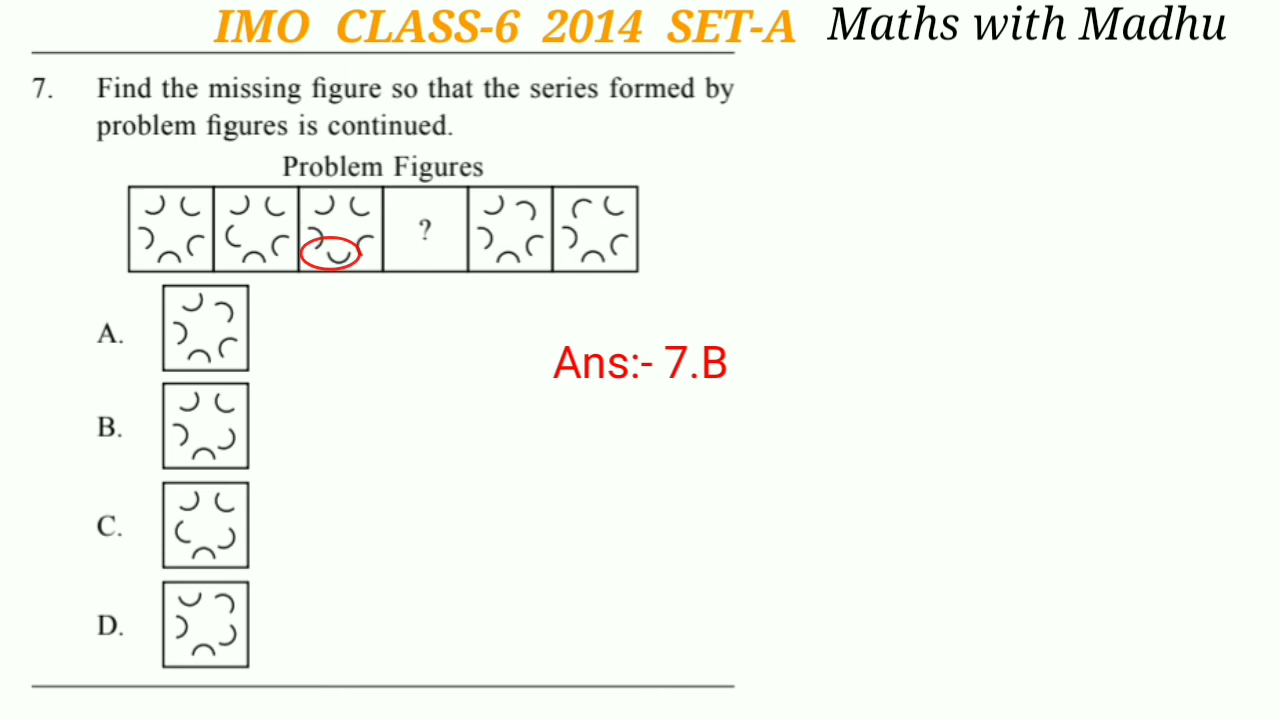 IMO CLASS-6 2014 SET-A Maths with Madhu
7. Find the missing figure so that the series formed by
problem figures is continued.
Problem Figures
?
A.
Ans:- 7.B
B.
C.
D.